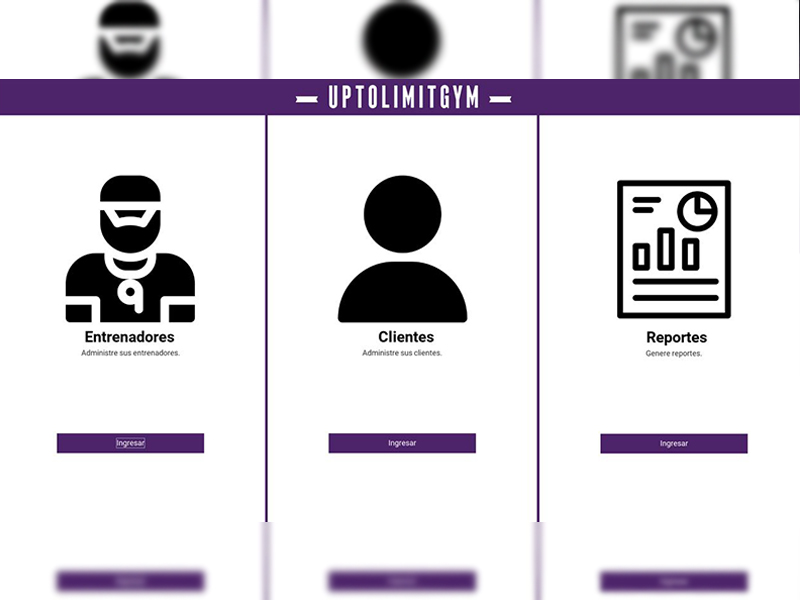 UPTOLIMITGYM
Entrenadores
Administre sus entrenadores.
Ingresar
Clientes
Administre sus clientes.
Ingresar
Reportes
Genere reportes.
Ingresar